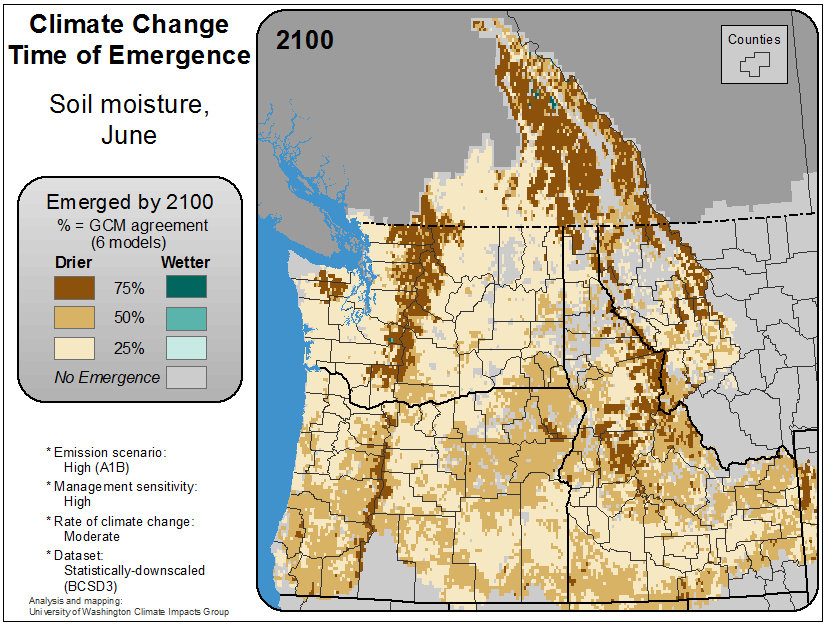 Climate Change
Time of Emergence
Soil moisture,
June
Emerged by 2100
% = GCM agreement
(6 models)
Drier Wetter
75%
50%
25%
No Emergence
* Emission scenario:
High (A1B)
* Management sensitivity:
High
* Rate of climate change:
Moderate
* Dataset:
Statistically-downscaled
(BCSD3)
Analysis and mapping:
University of Washington Climate Impacts Group
2100
Counties